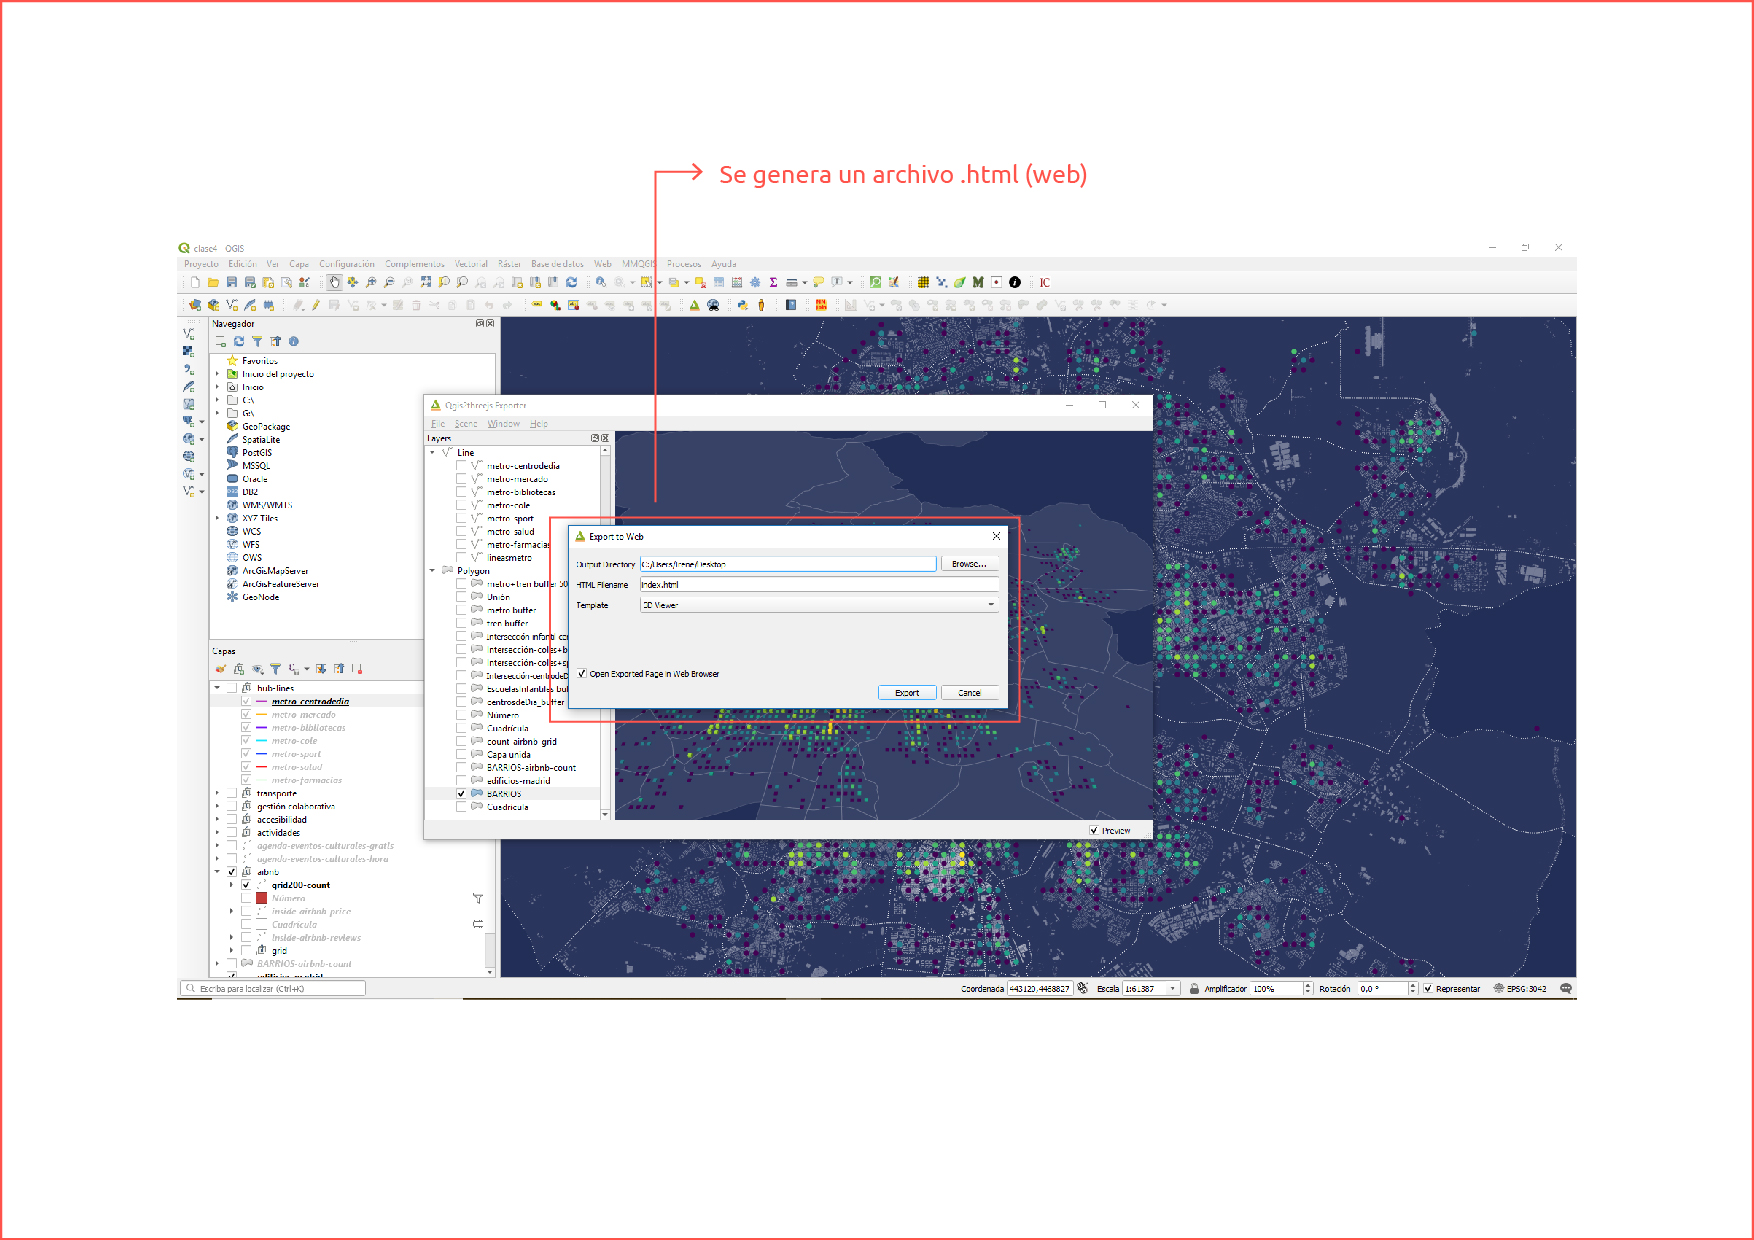 Se genera un archivo .html (web)
clase4 - QGIS
Proyecto Edición Ver Capa Configuración Complementos Vectorial Ráster Base de datos Web MMQGIS Procesos Ayuda
Navegador
Favoritos
Inicio del proyecto
Inicio
C:\
G:\
GeoPackage
SpatiaLite
PostGIS
MSSQL
Oracle
DB2
WMS/WMTS
XYZ Tiles
WCS
WFS
OWS
ArcGisMapServer
ArcGisFeatureServer
GeoNode
Capas
hub-lines
metro-centrodedia
metro-mercado
metro-bibliotecas
metro-cole
metro-sport
metro-salud
metro-farmacias
transporte
gestión colaborativa
accesibilidad
actividades
agenda-eventos-culturales-gratis
agenda-eventos-culturales-hora
airbnb
grid200-count
Número
inside-airbnb-price
Cuadrícula
inside-airbnb-reviews
grid
BARRIOS-airbnb-count
Qgis2threejs Exporter
File Scene Window Help
Layers
Line
metro-centrodedia
metro-mercado
metro-bibliotecas
metro-cole
metro-sport
metro-salud
metro-farmacias
lineasmetro
Polygon
metro+tren buffer 50
Unión
metro buffer
tren buffer
Intersección-infantil-cen
Intersección-coles+b
Intersección-coles+sp
Intersección-centrodeD
Escuelasinfantiles buf
centrosdeDia_buffer
Número
Cuadrícula
count-airbnb-grid
Capa unida
BARRIOS-airbnb-count
edificios-madrid
BARRIOS
Cuadrícula
Preview
Export to Web
Output Directory C:/Users/Irene/Desktop Browse...
HTML Filename index.html
Template 3D Viewer
Open Exported Page in Web Browser
Export Cancel
Escriba para localizar (Ctrl+K)
Coordenada 443120,4468827 Escala 1:61387 Amplificador 100% Rotación 0,0 ° Representar EPSG:3042